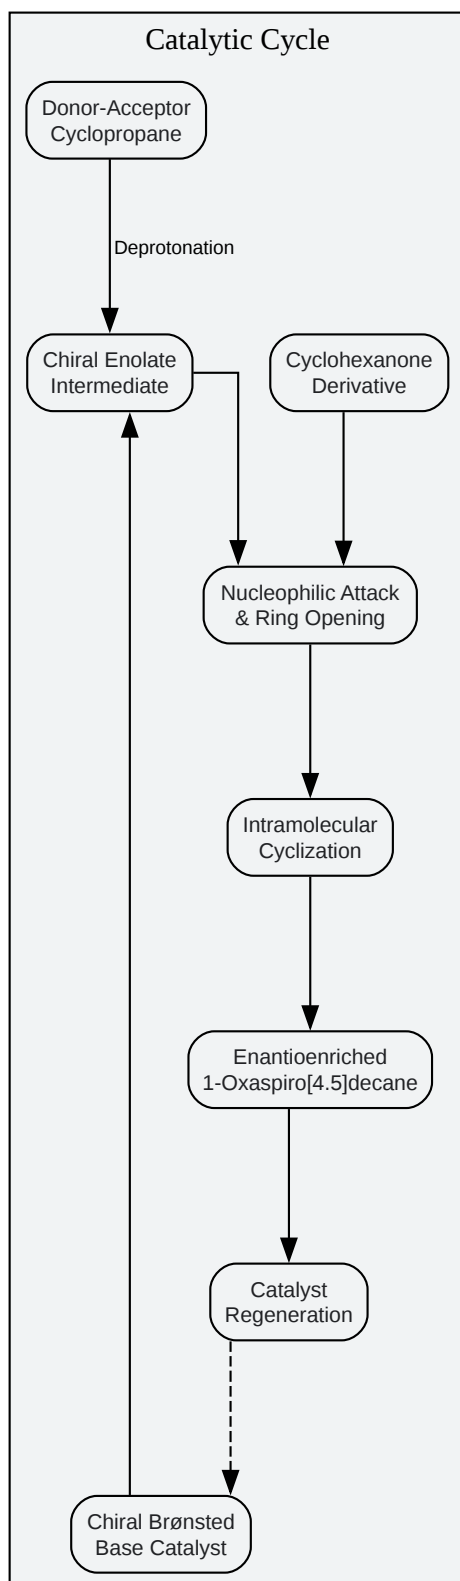 Catalytic Cycle
Donor-Acceptor
Cyclopropane
Deprotonation
Chiral Enolate
Intermediate
Cyclohexanone
Derivative
Nucleophilic Attack
& Ring Opening
Intramolecular
Cyclization
Enantioenriched
1-Oxaspiro[4.5]decane
Catalyst
Regeneration
Chiral Brønsted
Base Catalyst